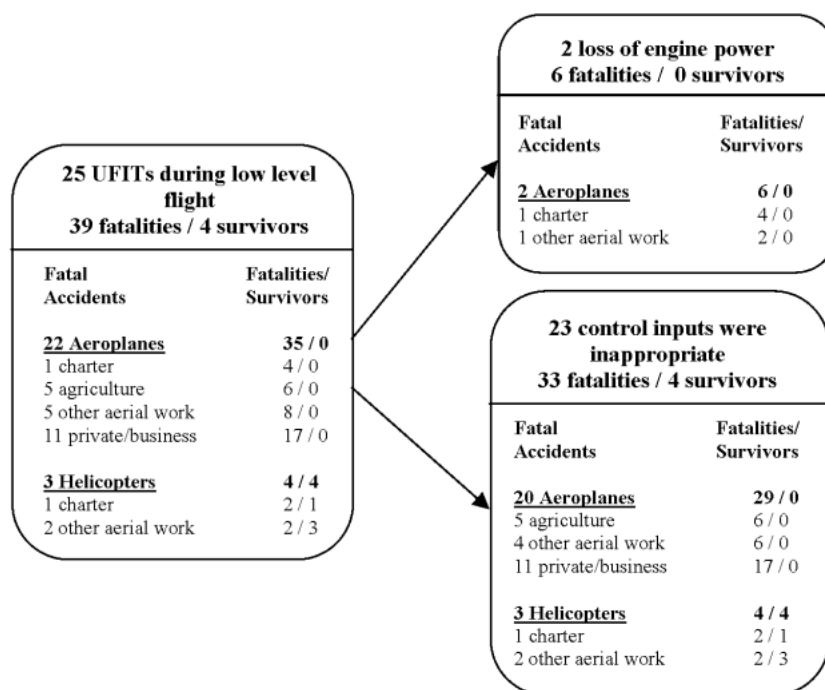 25 UFITs during low level
flight
39 fatalities / 4 survivors
Fatal Fatalities/
Accidents Survivors
22 Aeroplanes 35 / 0
1 charter 4 / 0
5 agriculture 6 / 0
5 other aerial work 8 / 0
11 private/business 17 / 0
3 Helicopters 4 / 4
1 charter 2 / 1
2 other aerial work 2 / 3
2 loss of engine power
6 fatalities / 0 survivors
Fatal Fatalities/
Accidents Survivors
2 Aeroplanes 6 / 0
1 charter 4 / 0
1 other aerial work 2 / 0
23 control inputs were
inappropriate
33 fatalities / 4 survivors
Fatal Fatalities/
Accidents Survivors
20 Aeroplanes 29 / 0
5 agriculture 6 / 0
4 other aerial work 6 / 0
11 private/business 17 / 0
3 Helicopters 4 / 4
1 charter 2 / 1
2 other aerial work 2 / 3